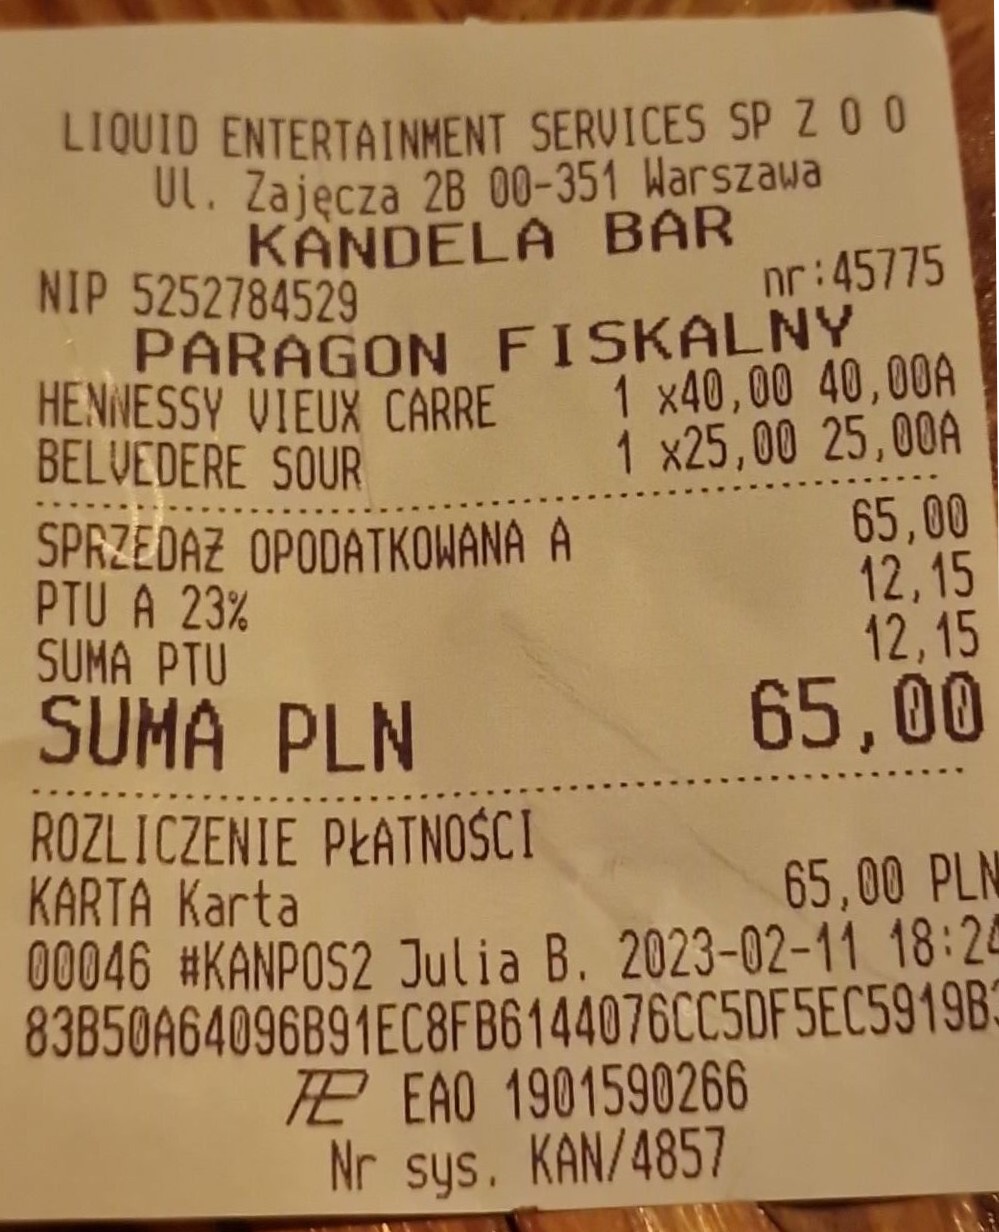 LIQUID ENTERTAINMENT SERVICES SP Z O O
Ul. Zajęcza 2B 00-351 Warszawa
KANDELA BAR
NIP 5252784529 nr:45775
PARAGON FISKALNY
HENNESSY VIEUX CARRE 1 x40,00 40,00A
BELVEDERE SOUR 1 x25,00 25,00A
SPRZEDAŻ OPODATKOWANA A 65,00
PTU A 23% 12,15
SUMA PTU 12,15
SUMA PLN 65,00
ROZLICZENIE PŁATNOŚCI
KARTA Karta 65,00 PLN
00046 #KANPOS2 Julia B. 2023-02-11 18:24
83B50A64096B91EC8FB6144076CC5DF5EC5919B
EAO 1901590266
Nr sys. KAN/4857